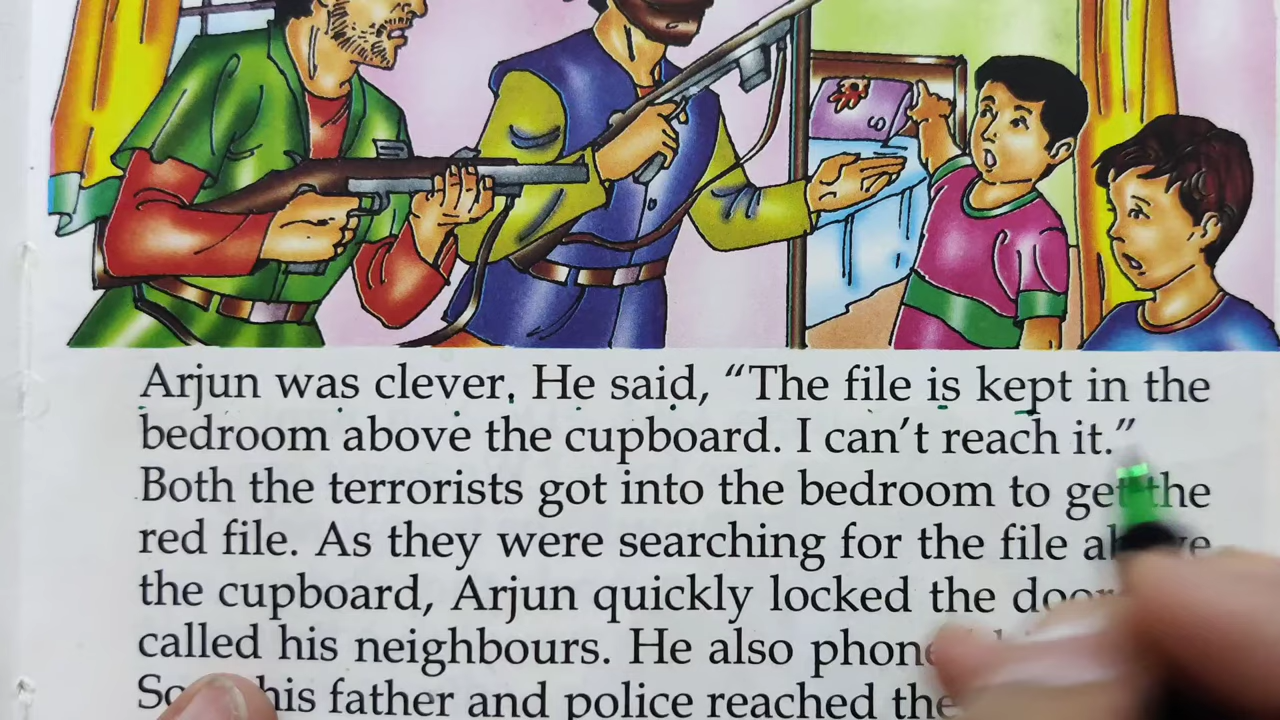 Arjun was clever. He said, “The file is kept in the
bedroom above the cupboard. I can’t reach it.”
Both the terrorists got into the bedroom to get the
red file. As they were searching for the file
the cupboard, Arjun quickly locked the
called his neighbours. He also
his father and police reached